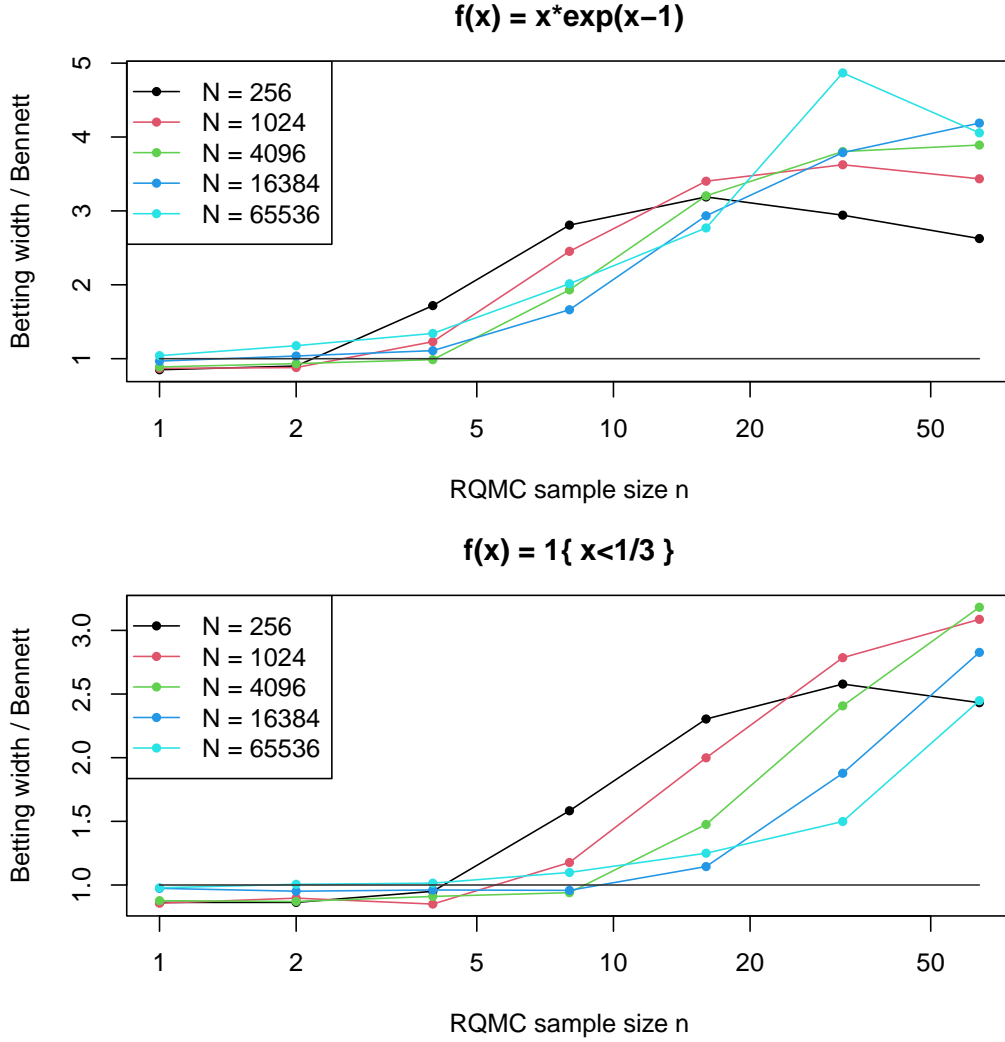 f(x) = x*exp(x−1)
Betting width / Bennett
5
4
3
2
1
N = 256
N = 1024
N = 4096
N = 16384
N = 65536
1 2 5 10 20 50
RQMC sample size n
f(x) = 1{ x<1/3 }
Betting width / Bennett
3.0
2.5
2.0
1.5
1.0
N = 256
N = 1024
N = 4096
N = 16384
N = 65536
1 2 5 10 20 50
RQMC sample size n